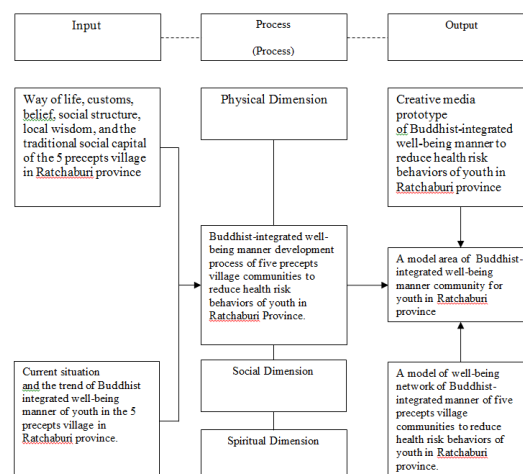 Input
Process
(Process)
Output
Way of life, customs,
belief, social structure,
local wisdom, and the
traditional social capital
of the 5 precepts village
in Ratchaburi province
Physical Dimension
Creative media
prototype
of Buddhist-integrated
well-being manner to
reduce health risk
behaviors of youth in
Ratchaburi province
Buddhist-integrated well-
being manner development
process of five precepts
village communities to
reduce health risk
behaviors of youth in
Ratchaburi Province.
A model area of Buddhist-
integrated well-being
manner community for
youth in Ratchaburi
province
Current situation
and the trend of Buddhist
integrated well-being
manner of youth in the 5
precepts village in
Ratchaburi province.
Social Dimension
Spiritual Dimension
A model of well-being
network of Buddhist-
integrated manner of five
precepts village
communities to reduce
health risk behaviors of
youth in Ratchaburi
province.